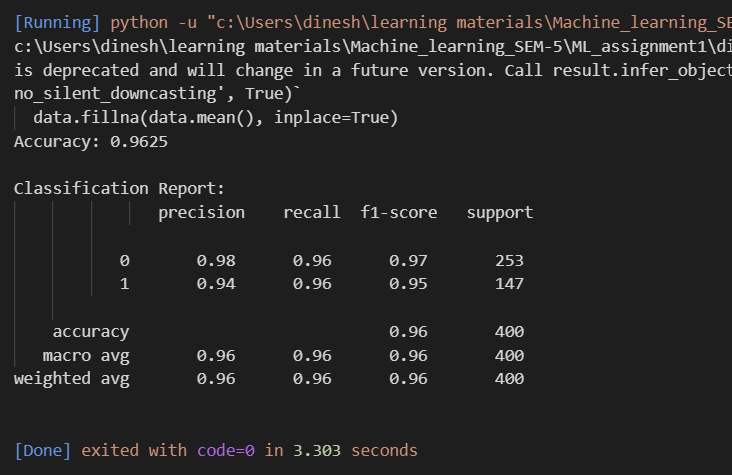 [Running] python -u "c:\Users\dinesh\learning materials\Machine_learning_SE
c:\Users\dinesh\learning materials\Machine_learning_SEM-5\ML_assignment1\di
is deprecated and will change in a future version. Call result.infer_object
no_silent_downcasting', True)`
data.fillna(data.mean(), inplace=True)
Accuracy: 0.9625
Classification Report:
precision recall f1-score support
0 0.98 0.96 0.97 253
1 0.94 0.96 0.95 147
accuracy 0.96 400
macro avg 0.96 0.96 0.96 400
weighted avg 0.96 0.96 0.96 400
[Done] exited with code=0 in 3.303 seconds